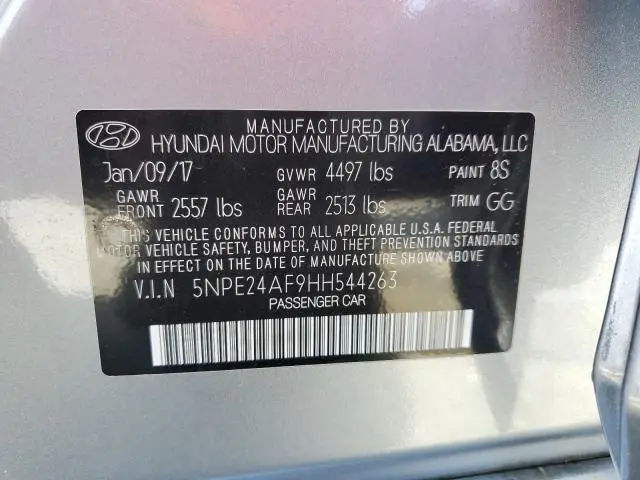 MANUFACTURED BY
HYUNDAI MOTOR MANUFACTURING ALABAMA, LLC
Jan/09/17 GVWR 4497 lbs PAINT 8S
GAWR FRONT 2557 lbs GAWR REAR 2513 lbs TRIM GG
THIS VEHICLE CONFORMS TO ALL APPLICABLE U.S.A. FEDERAL
MOTOR VEHICLE SAFETY, BUMPER, AND THEFT PREVENTION STANDARDS
IN EFFECT ON THE DATE OF MANUFACTURE SHOWN ABOVE
V.I.N 5NPE24AF9HH544263
PASSENGER CAR